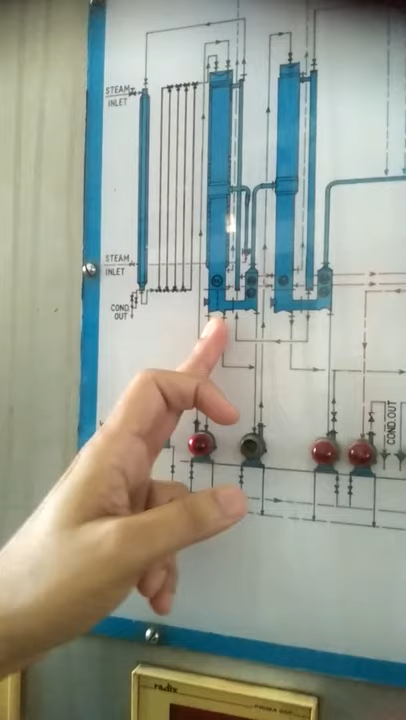 STEAM
INLET
STEAM
INLET
COND.
OUT
COND.OUT
radix